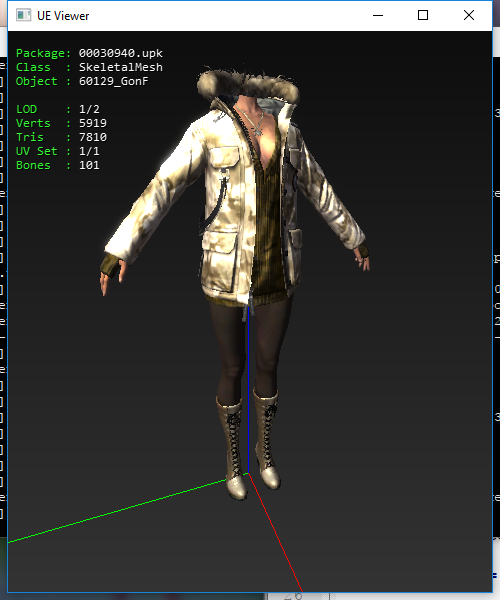 UE Viewer
Package: 00030940.upk
Class  : SkeletalMesh
Object : 60129_GonF
LOD    : 1/2
Verts  : 5919
Tris   : 7810
UV Set : 1/1
Bones  : 101